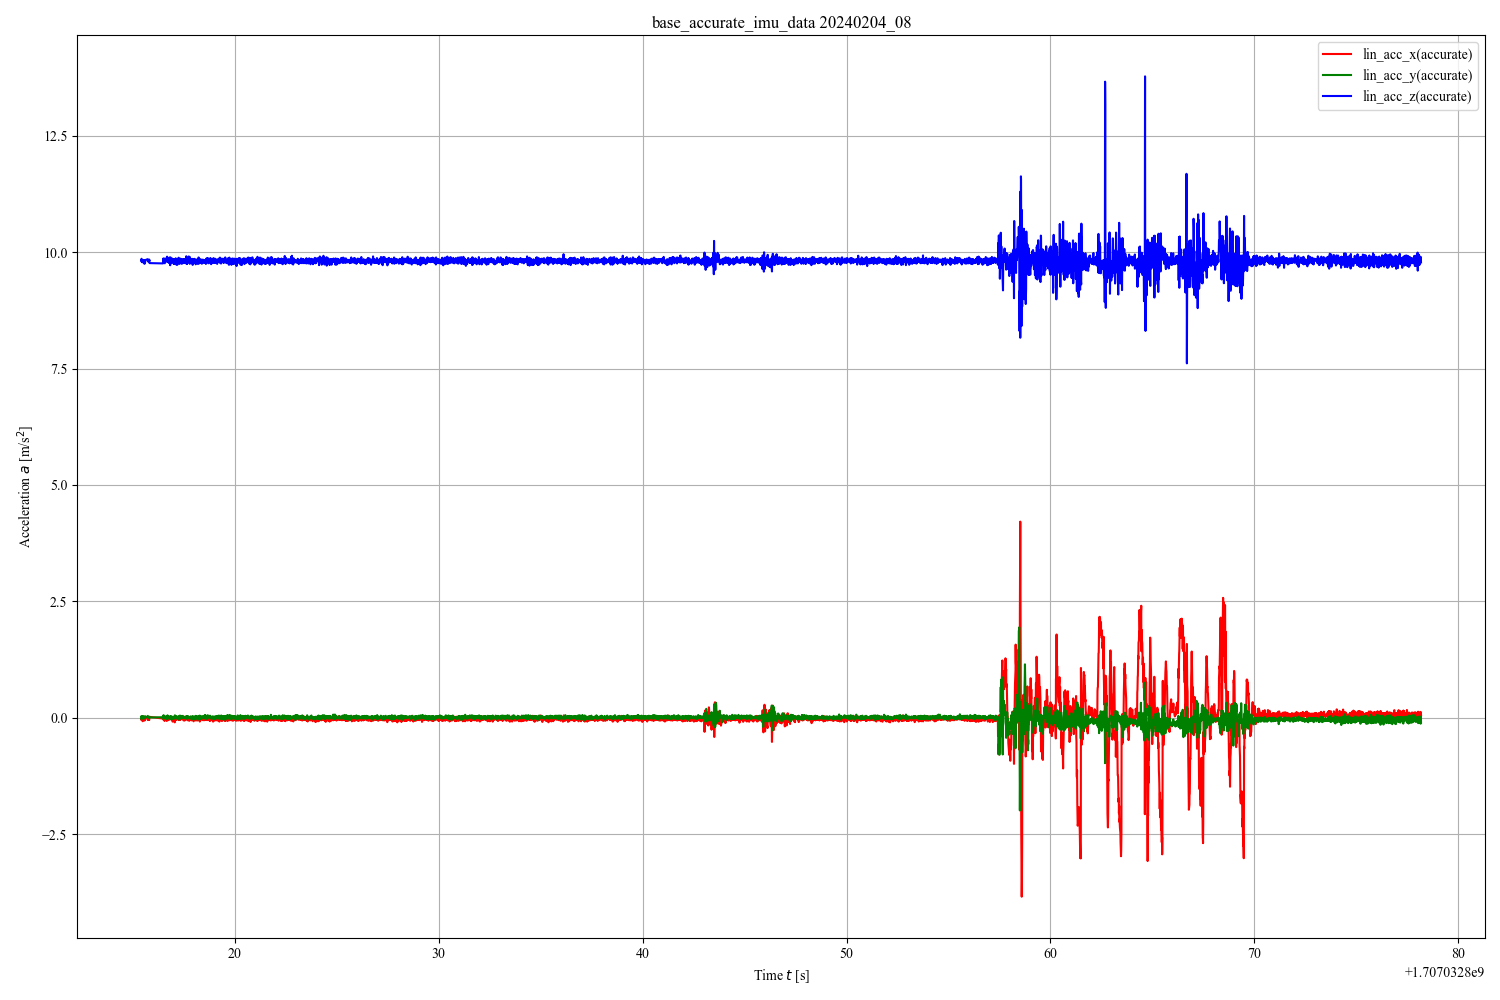 base_accurate_imu_data 20240204_08
lin_acc_x(accurate)
lin_acc_y(accurate)
lin_acc_z(accurate)
12.5
10.0
7.5
5.0
2.5
0.0
−2.5
Acceleration a [m/s²]
20
30
40
50
60
70
80
Time t [s]
+1.7070328e9